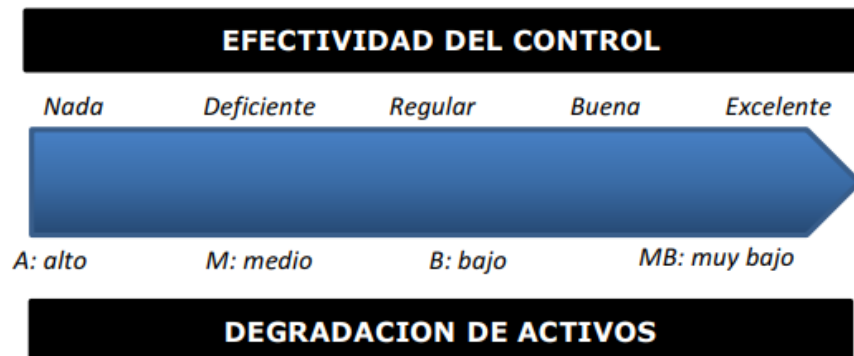 EFECTIVIDAD DEL CONTROL
Nada Deficiente Regular Buena Excelente
A: alto M: medio B: bajo MB: muy bajo
DEGRADACION DE ACTIVOS